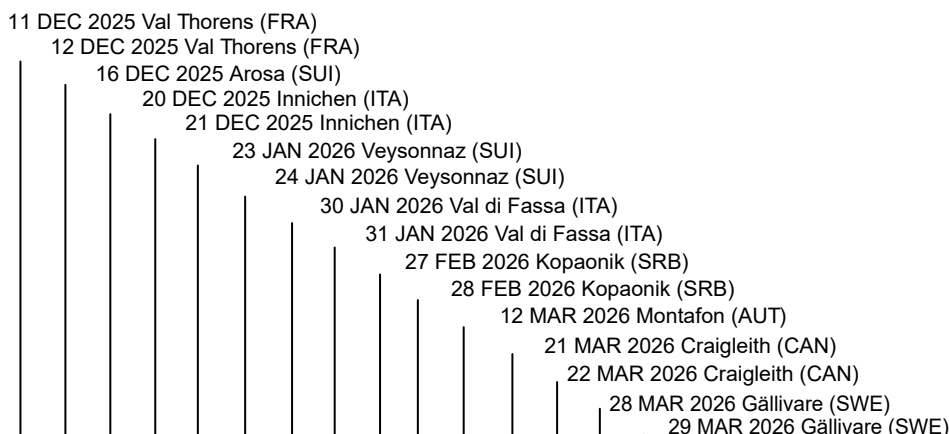 11 DEC 2025 Val Thorens (FRA)
12 DEC 2025 Val Thorens (FRA)
16 DEC 2025 Arosa (SUI)
20 DEC 2025 Innichen (ITA)
21 DEC 2025 Innichen (ITA)
23 JAN 2026 Veysonnaz (SUI)
24 JAN 2026 Veysonnaz (SUI)
30 JAN 2026 Val di Fassa (ITA)
31 JAN 2026 Val di Fassa (ITA)
27 FEB 2026 Kopaonik (SRB)
28 FEB 2026 Kopaonik (SRB)
12 MAR 2026 Montafon (AUT)
21 MAR 2026 Craigleith (CAN)
22 MAR 2026 Craigleith (CAN)
28 MAR 2026 Gällivare (SWE)
29 MAR 2026 Gällivare (SWE)